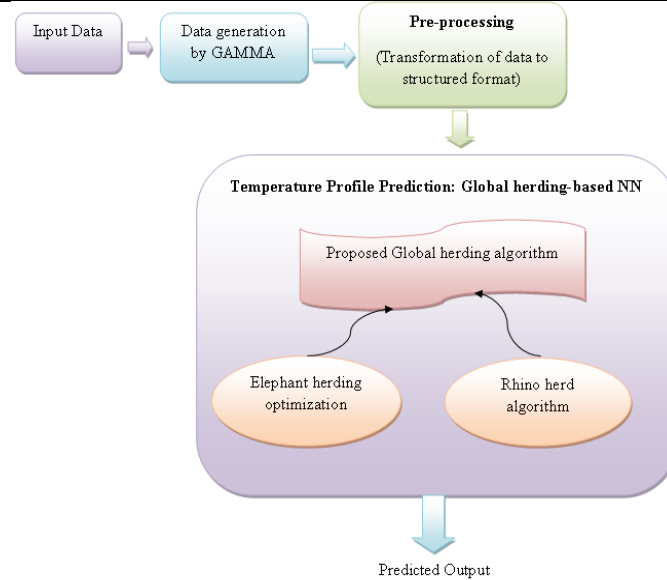 Input Data
Data generation
by GAMMA
Pre-processing
(Transformation of data to
structured format)
Temperature Profile Prediction: Global herding-based NN
Proposed Global herding algorithm
Elephant herding
optimization
Rhino herd
algorithm
Predicted Output